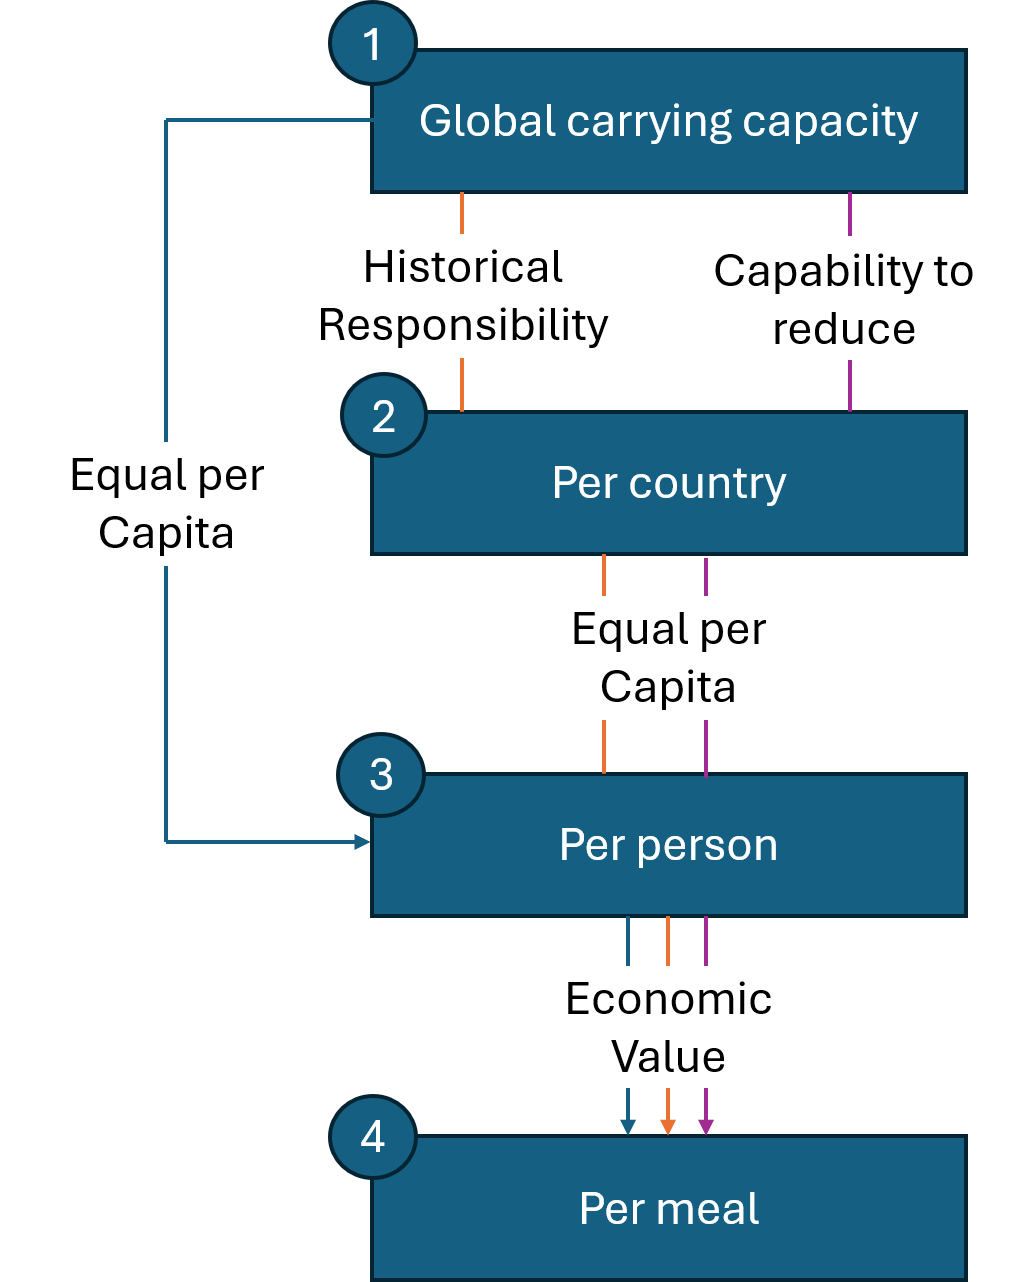 1
Global carrying capacity
Historical
Responsibility
Capability to
reduce
2
Per country
Equal per
Capita
Equal per
Capita
3
Per person
Economic
Value
4
Per meal